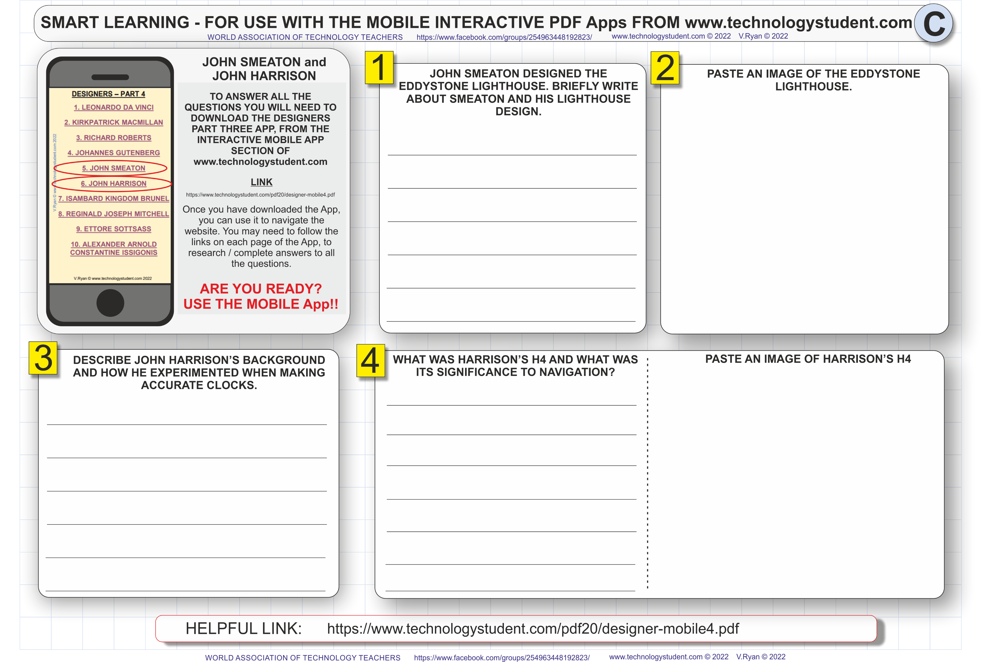 SMART LEARNING - FOR USE WITH THE MOBILE INTERACTIVE PDF Apps FROM www.technologystudent.com
C
WORLD ASSOCIATION OF TECHNOLOGY TEACHERS https://www.facebook.com/groups/254963448192823/ www.technologystudent.com © 2022 V.Ryan © 2022
DESIGNERS – PART 4
1. LEONARDO DA VINCI
2. KIRKPATRICK MACMILLAN
3. RICHARD ROBERTS
4. JOHANNES GUTENBERG
5. JOHN SMEATON
6. JOHN HARRISON
7. ISAMBARD KINGDOM BRUNEL
8. REGINALD JOSEPH MITCHELL
9. ETTORE SOTTSASS
10. ALEXANDER ARNOLD
CONSTANTINE ISSIGONIS
V.Ryan © www.technologystudent.com 2022
V.Ryan © www.technologystudent.com 2022
JOHN SMEATON and
JOHN HARRISON
TO ANSWER ALL THE
QUESTIONS YOU WILL NEED TO
DOWNLOAD THE DESIGNERS
PART THREE APP, FROM THE
INTERACTIVE MOBILE APP
SECTION OF
www.technologystudent.com
LINK
https://www.technologystudent.com/pdf20/designer-mobile4.pdf
Once you have downloaded the App,
you can use it to navigate the
website. You may need to follow the
links on each page of the App, to
research / complete answers to all
the questions.
ARE YOU READY?
USE THE MOBILE App!!
1
JOHN SMEATON DESIGNED THE
EDDYSTONE LIGHTHOUSE. BRIEFLY WRITE
ABOUT SMEATON AND HIS LIGHTHOUSE
DESIGN.
2
PASTE AN IMAGE OF THE EDDYSTONE
LIGHTHOUSE.
3
DESCRIBE JOHN HARRISON’S BACKGROUND
AND HOW HE EXPERIMENTED WHEN MAKING
ACCURATE CLOCKS.
4
WHAT WAS HARRISON’S H4 AND WHAT WAS
ITS SIGNIFICANCE TO NAVIGATION?
PASTE AN IMAGE OF HARRISON’S H4
HELPFUL LINK: https://www.technologystudent.com/pdf20/designer-mobile4.pdf
WORLD ASSOCIATION OF TECHNOLOGY TEACHERS https://www.facebook.com/groups/254963448192823/ www.technologystudent.com © 2022 V.Ryan © 2022